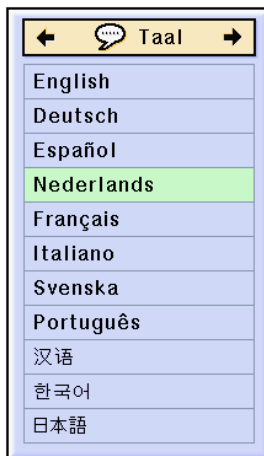 Taal
English
Deutsch
Español
Nederlands
Français
Italiano
Svenska
Português
汉语
한국어
日本語